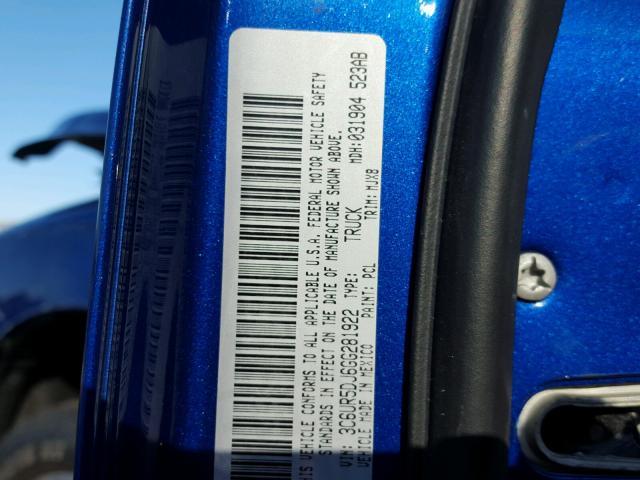 THIS VEHICLE CONFORMS TO ALL APPLICABLE U.S.A. FEDERAL MOTOR VEHICLE SAFETY
STANDARDS IN EFFECT ON THE DATE OF MANUFACTURE SHOWN ABOVE.
VIN: 3C6UR5DJ6GG281922 TYPE: TRUCK MDH:031904 523AB
VEHICLE MADE IN MEXICO PAINT: PCL TRIM: MJX8